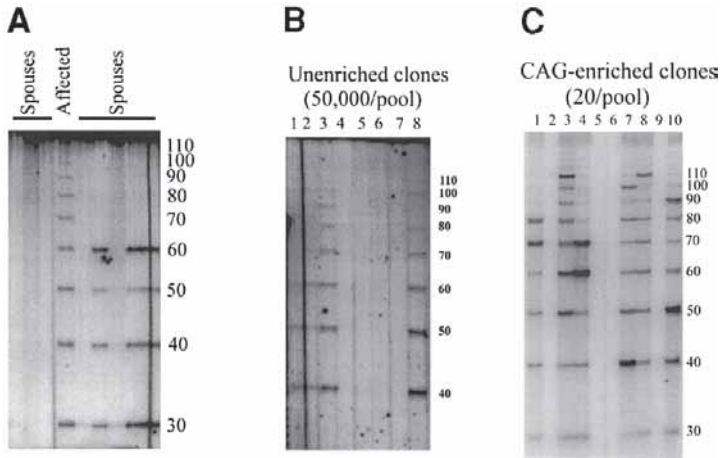 A
Spouses
Affected
Spouses
110
100
90
80
70
60
50
40
30
B
Unenriched clones
(50,000/pool)
1 2 3 4 5 6 7 8
110
100
90
80
70
60
50
40
C
CAG-enriched clones
(20/pool)
1 2 3 4 5 6 7 8 9 10
110
100
90
80
70
60
50
40
30